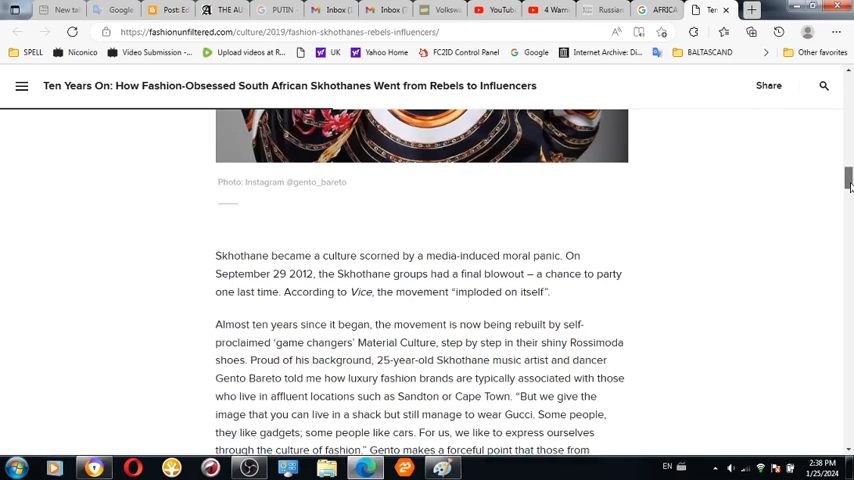 New tal
Google
Post: Ed
THE AU
PUTIN -
Inbox (
Inbox (
Volksw
YouTub
4 Warn
Russian
AFRICA
Ten
https://fashionunfiltered.com/culture/2019/fashion-skhothanes-rebels-influencers/
SPELL
Niconico
Video Submission -...
Upload videos at R...
UK
Yahoo Home
FC2ID Control Panel
Google
Internet Archive: Di...
BALTASCAND
Other favorites
Ten Years On: How Fashion-Obsessed South African Skhothanes Went from Rebels to Influencers
Share
Photo: Instagram @gento_bareto
Skhothane became a culture scorned by a media-induced moral panic. On
September 29 2012, the Skhothane groups had a final blowout – a chance to party
one last time. According to Vice, the movement “imploded on itself”.
Almost ten years since it began, the movement is now being rebuilt by self-
proclaimed ‘game changers’ Material Culture, step by step in their shiny Rossimoda
shoes. Proud of his background, 25-year-old Skhothane music artist and dancer
Gento Bareto told me how luxury fashion brands are typically associated with those
who live in affluent locations such as Sandton or Cape Town. “But we give the
image that you can live in a shack but still manage to wear Gucci. Some people,
they like gadgets; some people like cars. For us, we like to express ourselves
through the culture of fashion.” Gento makes a forceful point that those from
EN
2:38 PM
1/25/2024